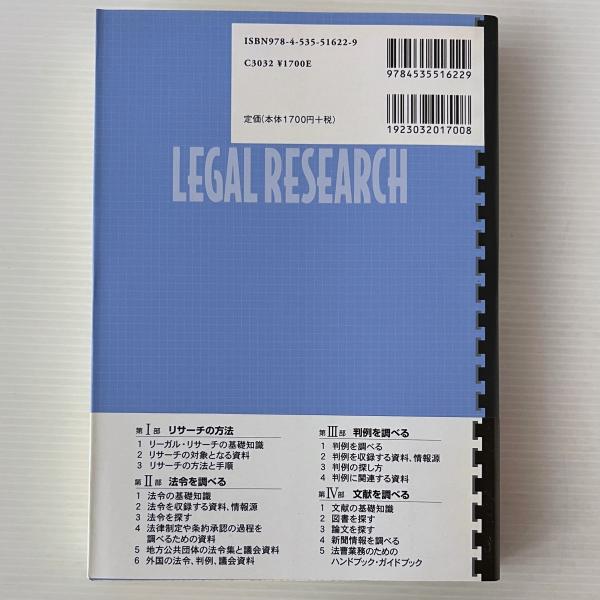 ISBN978-4-535-51622-9
C3032 ¥1700E
定価(本体1700円+税)
9784535516229
1923032017008
LEGAL RESEARCH
第Ⅰ部 リサーチの方法
1 リーガル・リサーチの基礎知識
2 リサーチの対象となる資料
3 リサーチの方法と手順
第Ⅱ部 法令を調べる
1 法令の基礎知識
2 法令を収録する資料、情報源
3 法令を探す
4 法律制定や条約承認の過程を
調べるための資料
5 地方公共団体の法令集と議会資料
6 外国の法令、判例、議会資料
第Ⅲ部 判例を調べる
1 判例を調べる
2 判例を収録する資料、情報源
3 判例の探し方
4 判例に関連する資料
第Ⅳ部 文献を調べる
1 文献の基礎知識
2 図書を探す
3 論文を探す
4 新聞情報を調べる
5 法曹業務のための
ハンドブック・ガイドブック